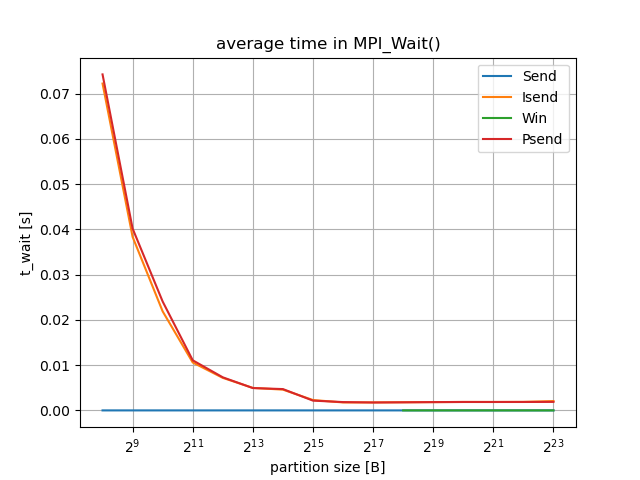 average time in MPI_Wait()
Send
Isend
Win
Psend
0.07
0.06
0.05
0.04
0.03
0.02
0.01
0.00
t_wait [s]
2^9 2^11 2^13 2^15 2^17 2^19 2^21 2^23
partition size [B]